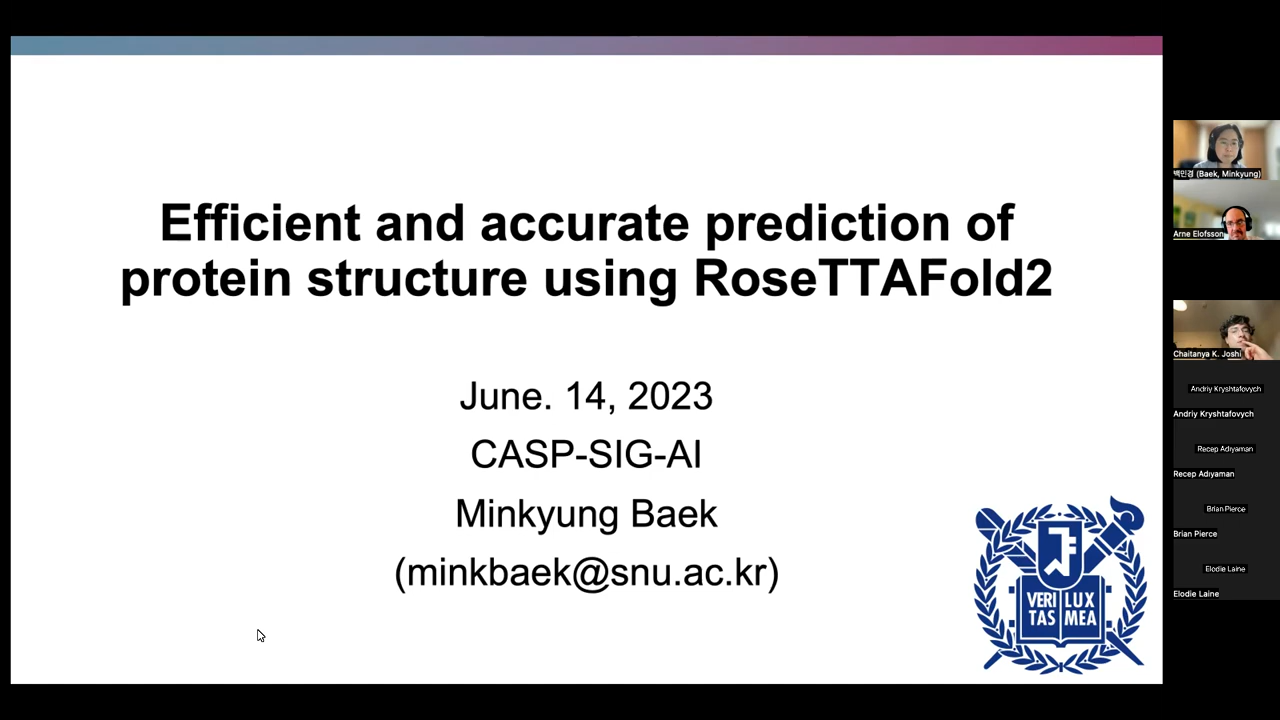 Efficient and accurate prediction of
protein structure using RoseTTAFold2
June. 14, 2023
CASP-SIG-AI
Minkyung Baek
(minkbaek@snu.ac.kr)
VERI LUX
TAS MEA
백민경 (Baek, Minkyung)
Arne Elofsson
Chaitanya K. Joshi
Andriy Kryshtafovych
Andriy Kryshtafovych
Recep Adıyaman
Recep Adıyaman
Brian Pierce
Brian Pierce
Elodie Laine
Elodie Laine